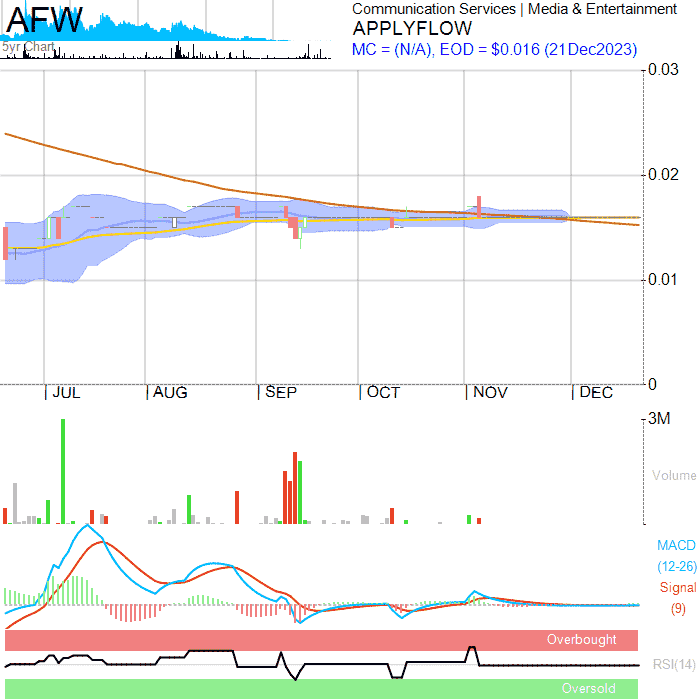 AFW
5yr Chart
Communication Services | Media & Entertainment
APPLYFLOW
MC = (N/A), EOD = $0.016 (21Dec2023)
0.03
0.02
0.01
0
JUL AUG SEP OCT NOV DEC
3M
Volume
MACD
(12-26)
Signal
(9)
Overbought
RSI(14)
Oversold